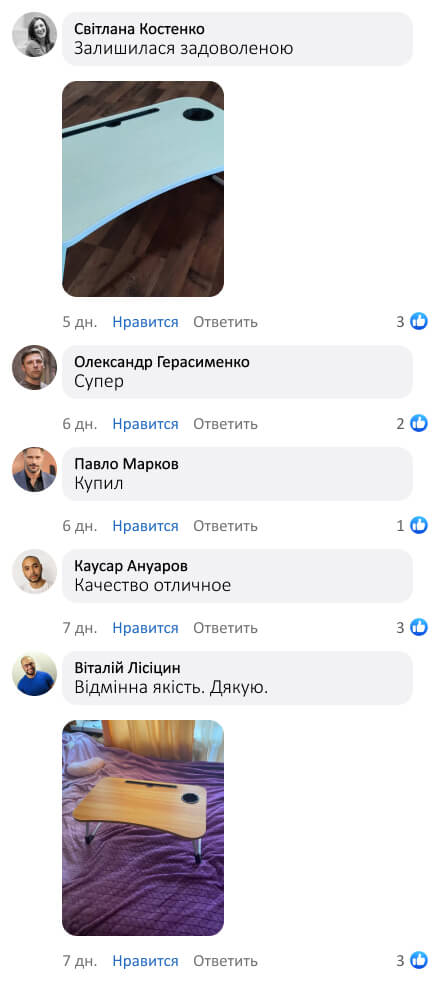 Світлана Костенко
Залишилася задоволеною
5 дн. Нравится Ответить 3
Олександр Герасименко
Супер
6 дн. Нравится Ответить 2
Павло Марков
Купил
6 дн. Нравится Ответить 1
Каусар Ануаров
Качество отличное
7 дн. Нравится Ответить 3
Віталій Лісіцин
Відмінна якість. Дякую.
7 дн. Нравится Ответить 3